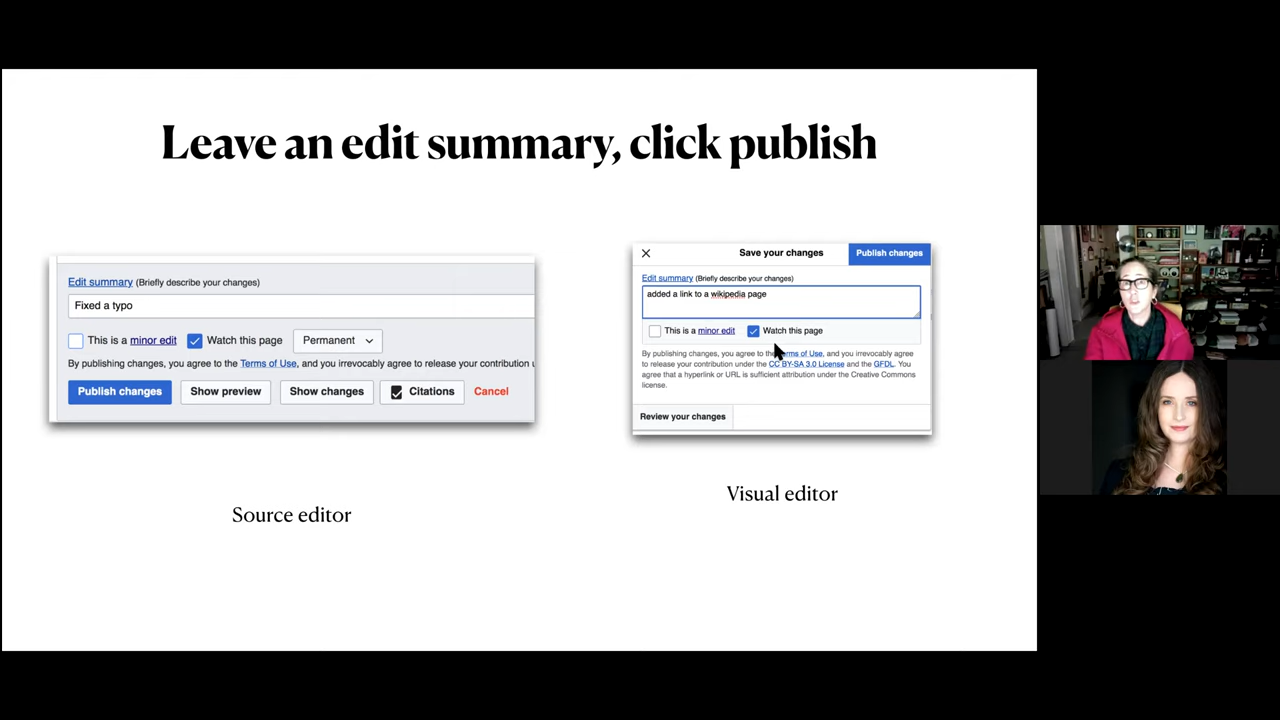 Leave an edit summary, click publish
Edit summary (Briefly describe your changes)
Fixed a typo
This is a minor edit Watch this page Permanent
By publishing changes, you agree to the Terms of Use, and you irrevocably agree to release your contribution u
Publish changes Show preview Show changes Citations Cancel
Source editor
Save your changes Publish changes
Edit summary (Briefly describe your changes)
added a link to a wikipedia page
This is a minor edit Watch this page
By publishing changes, you agree to the Terms of Use, and you irrevocably agree
to release your contribution under the CC BY-SA 3.0 License and the GFDL. You
agree that a hyperlink or URL is sufficient attribution under the Creative Commons
license.
Review your changes
Visual editor